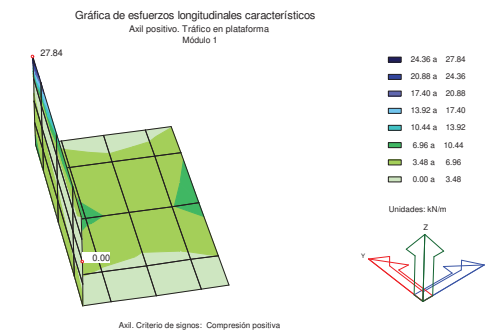 Gráfica de esfuerzos longitudinales característicos
Axil positivo. Tráfico en plataforma
Módulo 1
27.84
24.36 a 27.84
20.88 a 24.36
17.40 a 20.88
13.92 a 17.40
10.44 a 13.92
6.96 a 10.44
3.48 a 6.96
0.00 a 3.48
Unidades: kN/m
Z
Y
0.00
Axil. Criterio de signos: Compresión positiva